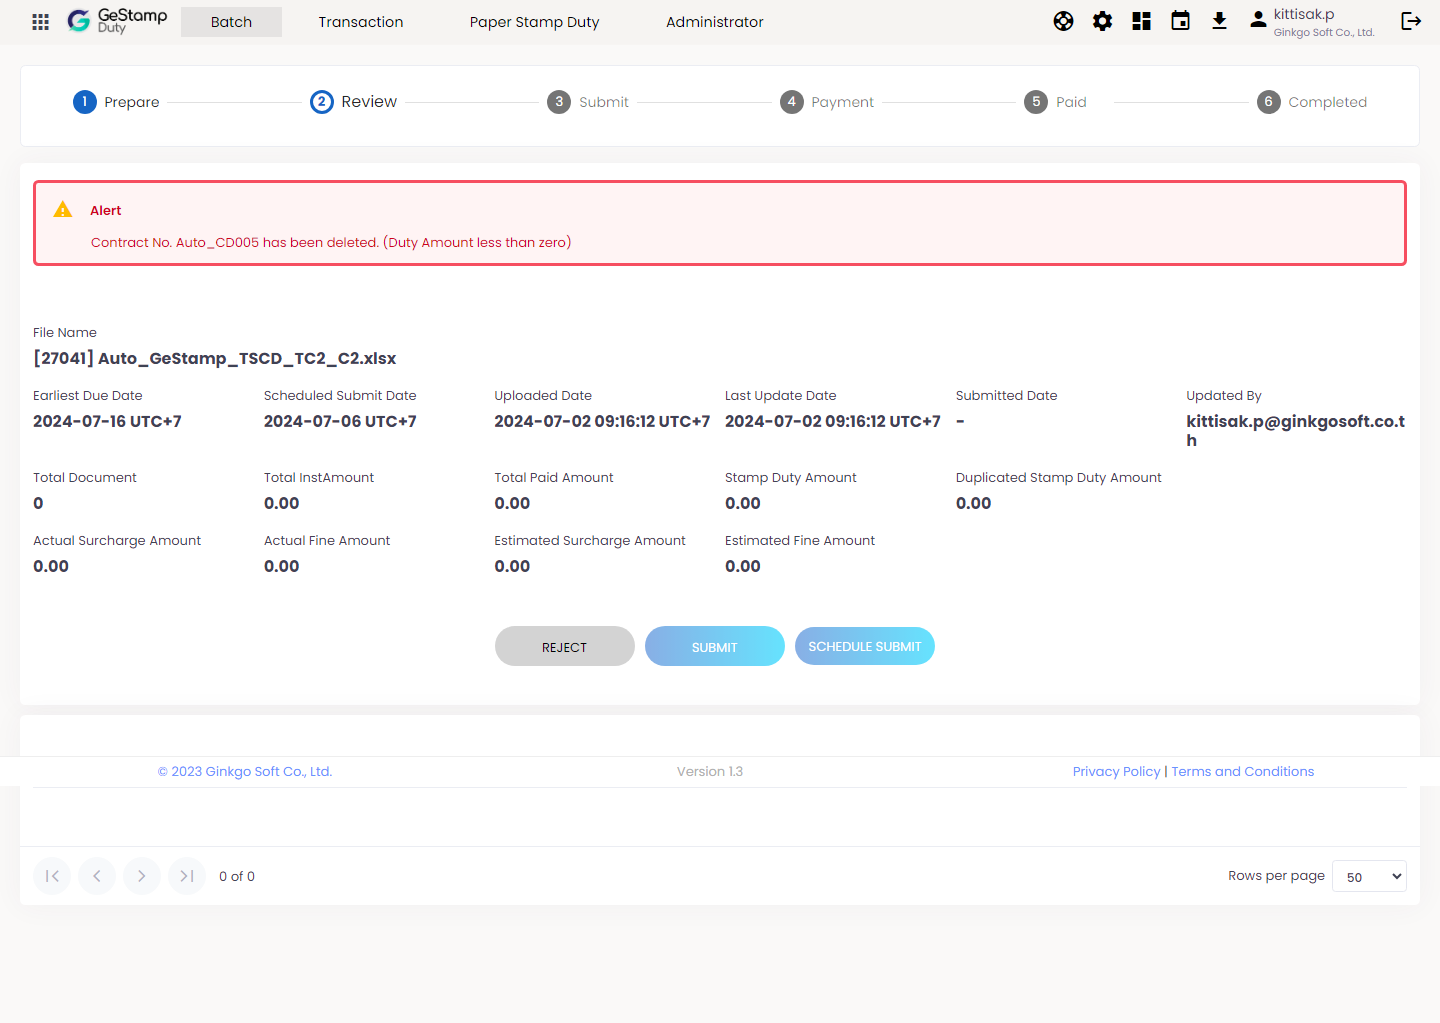 GeStamp
Duty
Batch
Transaction
Paper Stamp Duty
Administrator
kittisak.p
Ginkgo Soft Co., Ltd.
1 Prepare
2 Review
3 Submit
4 Payment
5 Paid
6 Completed
Alert
Contract No. Auto_CD005 has been deleted. (Duty Amount less than zero)
File Name
[27041] Auto_GeStamp_TSCD_TC2_C2.xlsx
Earliest Due Date
2024-07-16 UTC+7
Scheduled Submit Date
2024-07-06 UTC+7
Uploaded Date
2024-07-02 09:16:12 UTC+7
Last Update Date
2024-07-02 09:16:12 UTC+7
Submitted Date
-
Updated By
kittisak.p@ginkgosoft.co.t
h
Total Document
0
Total InstAmount
0.00
Total Paid Amount
0.00
Stamp Duty Amount
0.00
Duplicated Stamp Duty Amount
0.00
Actual Surcharge Amount
0.00
Actual Fine Amount
0.00
Estimated Surcharge Amount
0.00
Estimated Fine Amount
0.00
REJECT
SUBMIT
SCHEDULE SUBMIT
© 2023 Ginkgo Soft Co., Ltd.
Version 1.3
Privacy Policy | Terms and Conditions
0 of 0
Rows per page
50